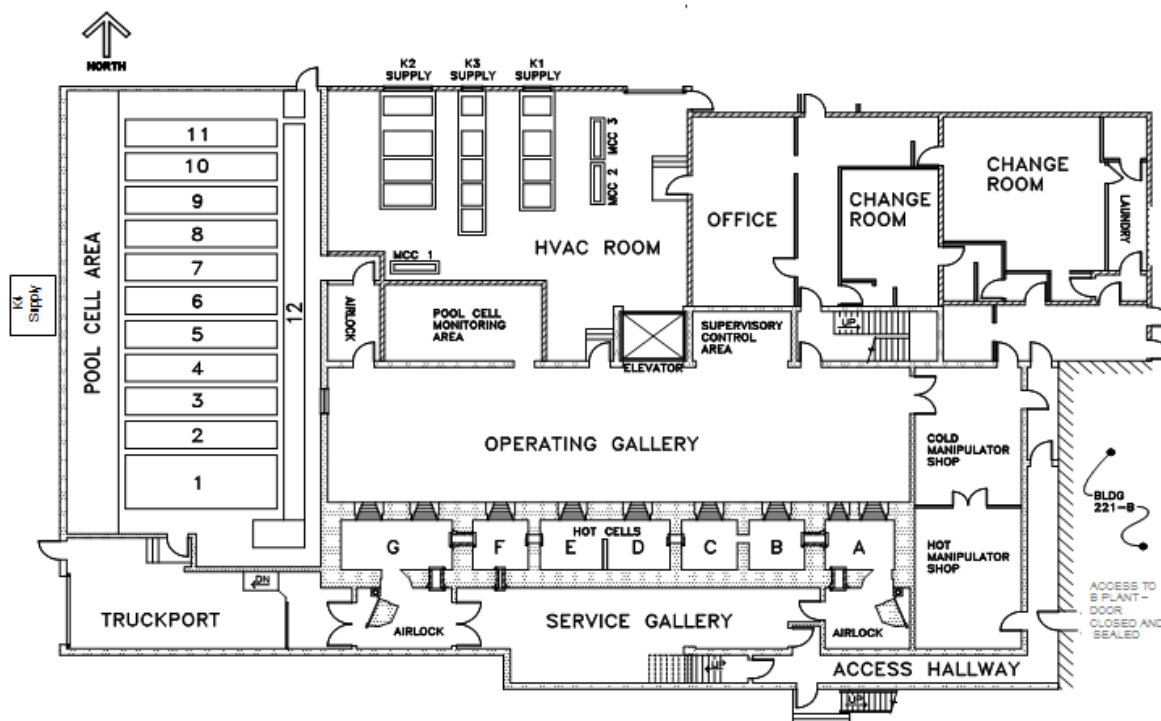 NORTH
K2
SUPPLY
K3
SUPPLY
K1
SUPPLY
MCC 3
MCC 2
11
10
9
8
7
6
5
4
3
2
1
12
POOL CELL AREA
K4
Supply
HVAC ROOM
MCC 1
AIRLOCK
POOL CELL
MONITORING
AREA
OFFICE
CHANGE
ROOM
CHANGE
ROOM
LAUNDRY
ELEVATOR
SUPERVISORY
CONTROL
AREA
UP
OPERATING GALLERY
COLD
MANIPULATOR
SHOP
BLDG
221-B
HOT CELLS
G
F
E
D
C
B
A
HOT
MANIPULATOR
SHOP
ACCESS TO
B PLANT –
DOOR
CLOSED AND
SEALED
DN
TRUCKPORT
AIRLOCK
SERVICE GALLERY
AIRLOCK
UP
ACCESS HALLWAY
UP